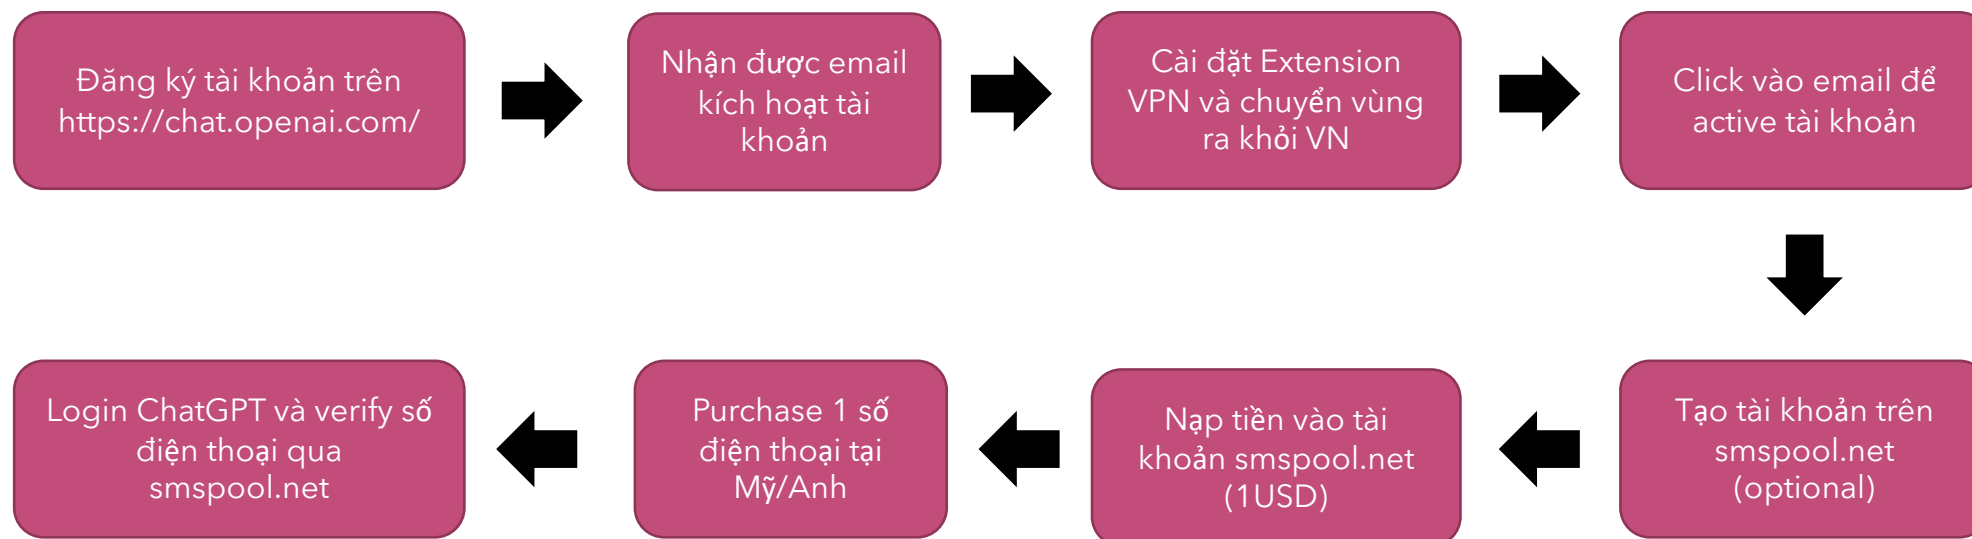 Đăng ký tài khoản trên
https://chat.openai.com/
Nhận được email
kích hoạt tài
khoản
Cài đặt Extension
VPN và chuyển vùng
ra khỏi VN
Click vào email để
active tài khoản
Tạo tài khoản trên
smspool.net
(optional)
Nạp tiền vào tài
khoản smspool.net
(1USD)
Purchase 1 số
điện thoại tại
Mỹ/Anh
Login ChatGPT và verify số
điện thoại qua
smspool.net